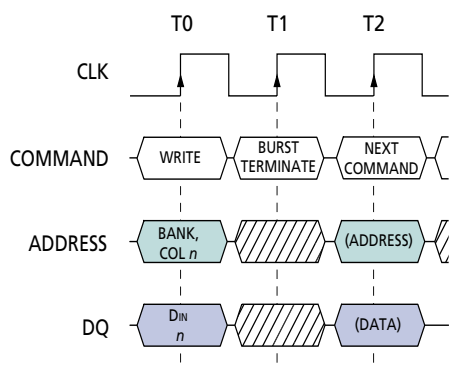 T0 T1 T2
CLK
COMMAND WRITE BURST TERMINATE NEXT COMMAND
ADDRESS BANK, COL n (ADDRESS)
DQ DIN n (DATA)